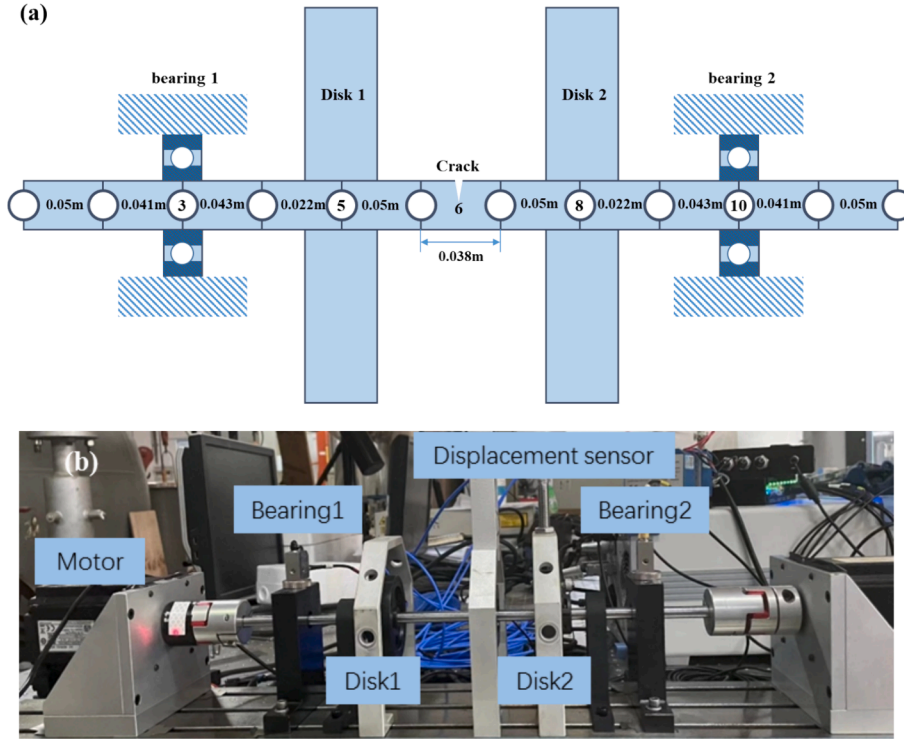 (a)
bearing 1
Disk 1
Disk 2
bearing 2
Crack
0.05m 0.041m 3 0.043m 0.022m 5 0.05m 6 0.05m 8 0.022m 0.043m 10 0.041m 0.05m
0.038m
(b)
Displacement sensor
Bearing1
Bearing2
Motor
Disk1
Disk2